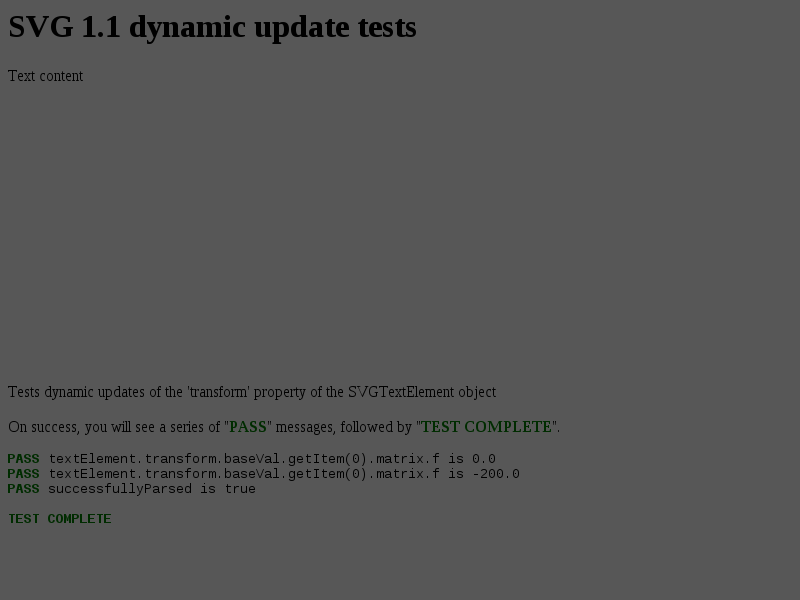 SVG 1.1 dynamic update tests
Text content
Tests dynamic updates of the 'transform' property of the SVGTextElement object
On success, you will see a series of "PASS" messages, followed by "TEST COMPLETE".
PASS textElement.transform.baseVal.getItem(0).matrix.f is 0.0
PASS textElement.transform.baseVal.getItem(0).matrix.f is -200.0
PASS successfullyParsed is true
TEST COMPLETE